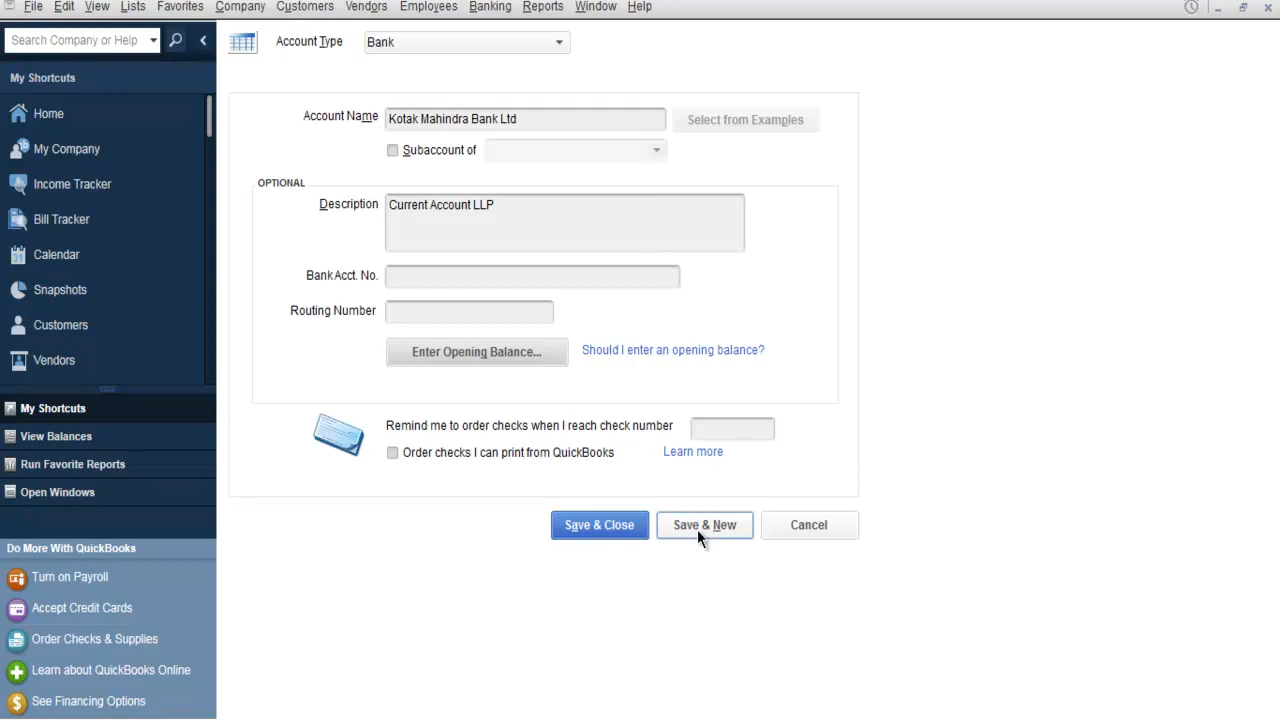 File Edit View Lists Favorites Company Customers Vendors Employees Banking Reports Window Help
Search Company or Help
My Shortcuts
Home
My Company
Income Tracker
Bill Tracker
Calendar
Snapshots
Customers
Vendors
My Shortcuts
View Balances
Run Favorite Reports
Open Windows
Do More With QuickBooks
Turn on Payroll
Accept Credit Cards
Order Checks & Supplies
Learn about QuickBooks Online
See Financing Options
Account Type Bank
Account Name Kotak Mahindra Bank Ltd Select from Examples
Subaccount of
OPTIONAL
Description Current Account LLP
Bank Acct. No.
Routing Number
Enter Opening Balance... Should I enter an opening balance?
Remind me to order checks when I reach check number
Order checks I can print from QuickBooks Learn more
Save & Close Save & New Cancel